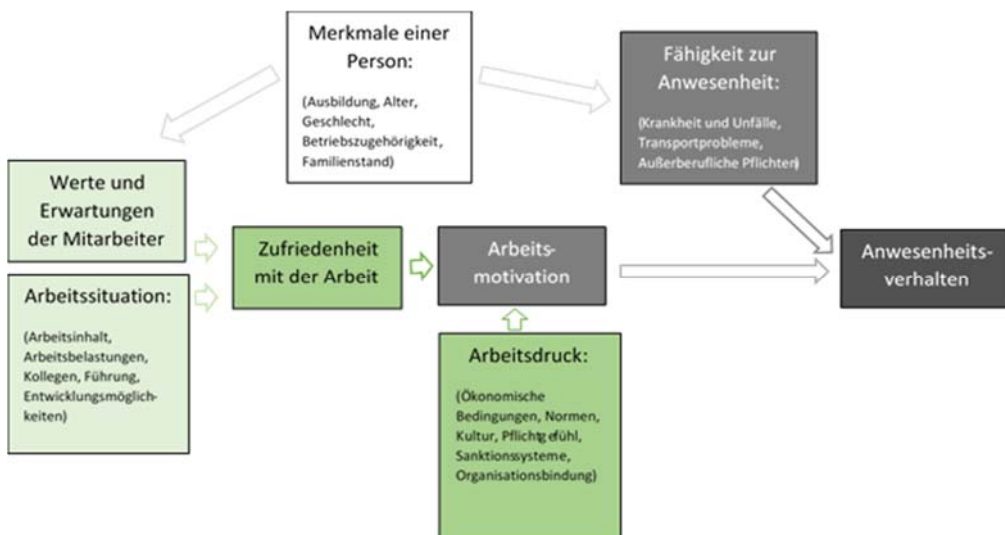 Merkmale einer
Person:
(Ausbildung, Alter,
Geschlecht,
Betriebszugehörigkeit,
Familienstand)
Fähigkeit zur
Anwesenheit:
(Krankheit und Unfälle,
Transportprobleme,
Außerberufliche Pflichten)
Werte und
Erwartungen
der Mitarbeiter
Zufriedenheit
mit der Arbeit
Arbeits-
motivation
Anwesenheits-
verhalten
Arbeitssituation:
(Arbeitsinhalt,
Arbeitsbelastungen,
Kollegen, Führung,
Entwicklungsmöglich-
keiten)
Arbeitsdruck:
(Ökonomische
Bedingungen, Normen,
Kultur, Pflichtgefühl,
Sanktionssysteme,
Organisationsbindung)